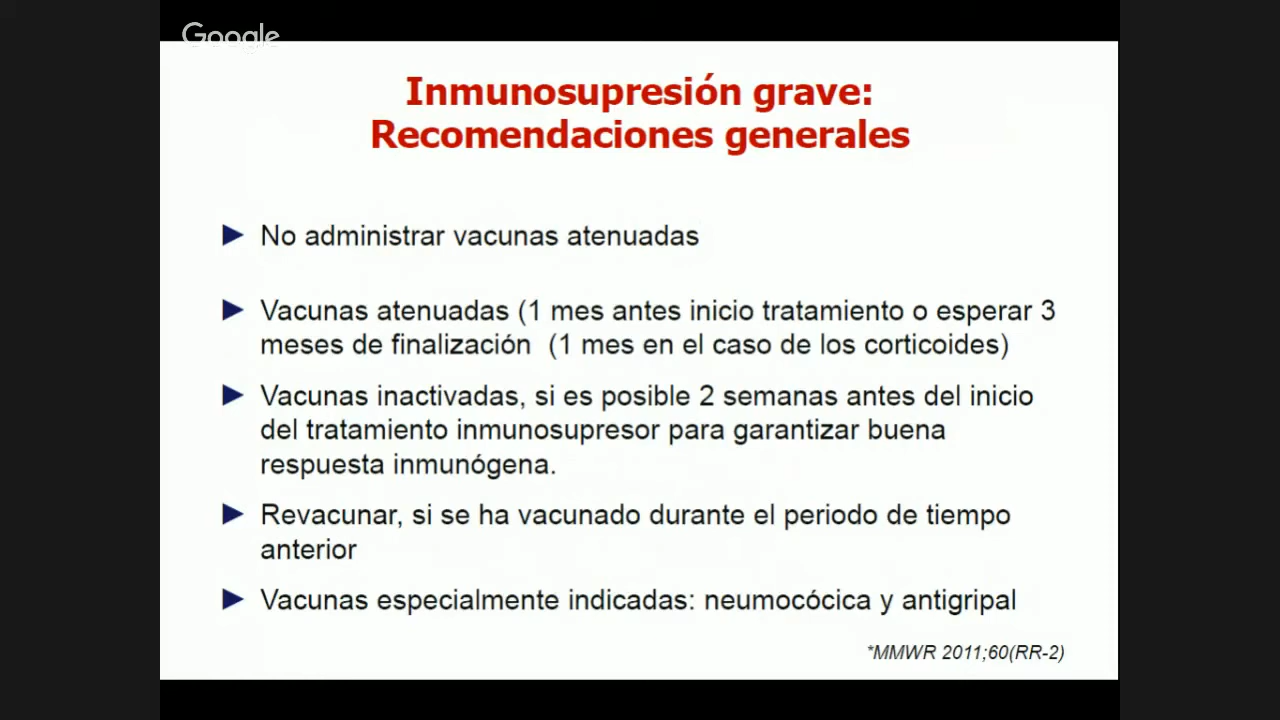 Google
Inmunosupresión grave:
Recomendaciones generales
► No administrar vacunas atenuadas
► Vacunas atenuadas (1 mes antes inicio tratamiento o esperar 3
meses de finalización (1 mes en el caso de los corticoides)
► Vacunas inactivadas, si es posible 2 semanas antes del inicio
del tratamiento inmunosupresor para garantizar buena
respuesta inmunógena.
► Revacunar, si se ha vacunado durante el periodo de tiempo
anterior
► Vacunas especialmente indicadas: neumocócica y antigripal
*MMWR 2011;60(RR-2)